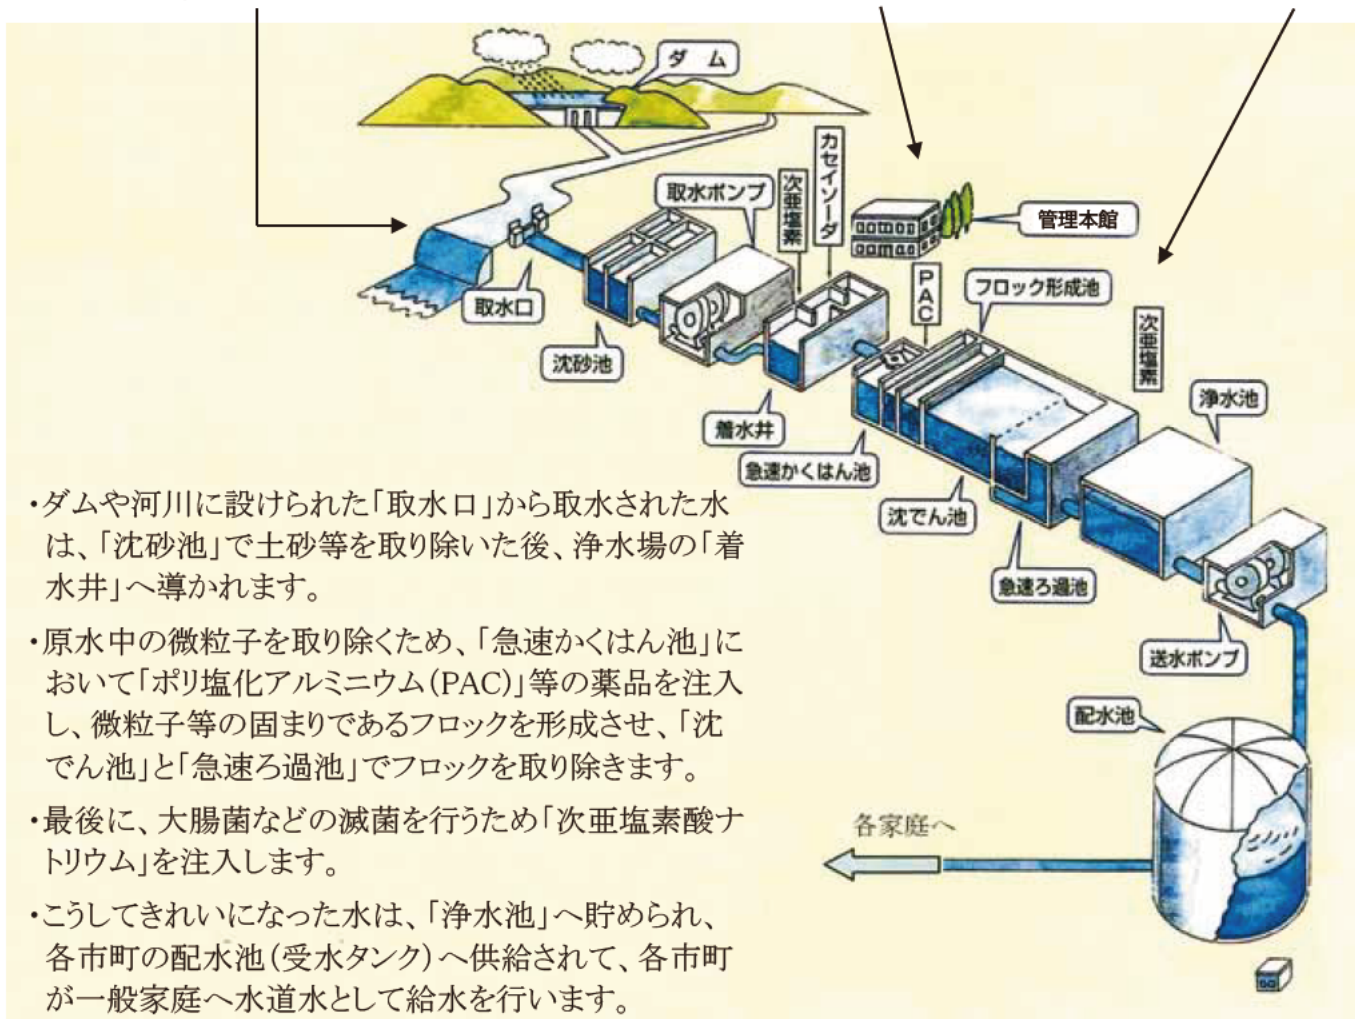 ダム
カセイソーダ
次亜塩素
取水ポンプ
管理本館
PAC
フロック形成池
取水口
次亜塩素
沈砂池
浄水池
着水井
急速かくはん池
沈でん池
急速ろ過池
送水ポンプ
配水池
各家庭へ
・ダムや河川に設けられた「取水口」から取水された水
は、「沈砂池」で土砂等を取り除いた後、浄水場の「着
水井」へ導かれます。
・原水中の微粒子を取り除くため、「急速かくはん池」に
おいて「ポリ塩化アルミニウム(PAC)」等の薬品を注入
し、微粒子等の固まりであるフロックを形成させ、「沈
でん池」と「急速ろ過池」でフロックを取り除きます。
・最後に、大腸菌などの滅菌を行うため「次亜塩素酸ナ
トリウム」を注入します。
・こうしてきれいになった水は、「浄水池」へ貯められ、
各市町の配水池(受水タンク)へ供給されて、各市町
が一般家庭へ水道水として給水を行います。